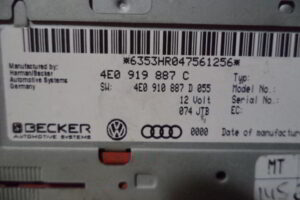 *6353HR047561256*
Manufactured by:
Harman/Becker
Automotive Systems
Germany
4E0 919 887 C Typ:
SW: 4E0 910 887 D 055 Model No.:
12 Volt Serial No.:
074 JTB EC:
BECKER
AUTOMOTIVE SYSTEMS
0000 Date of manufactur
MT